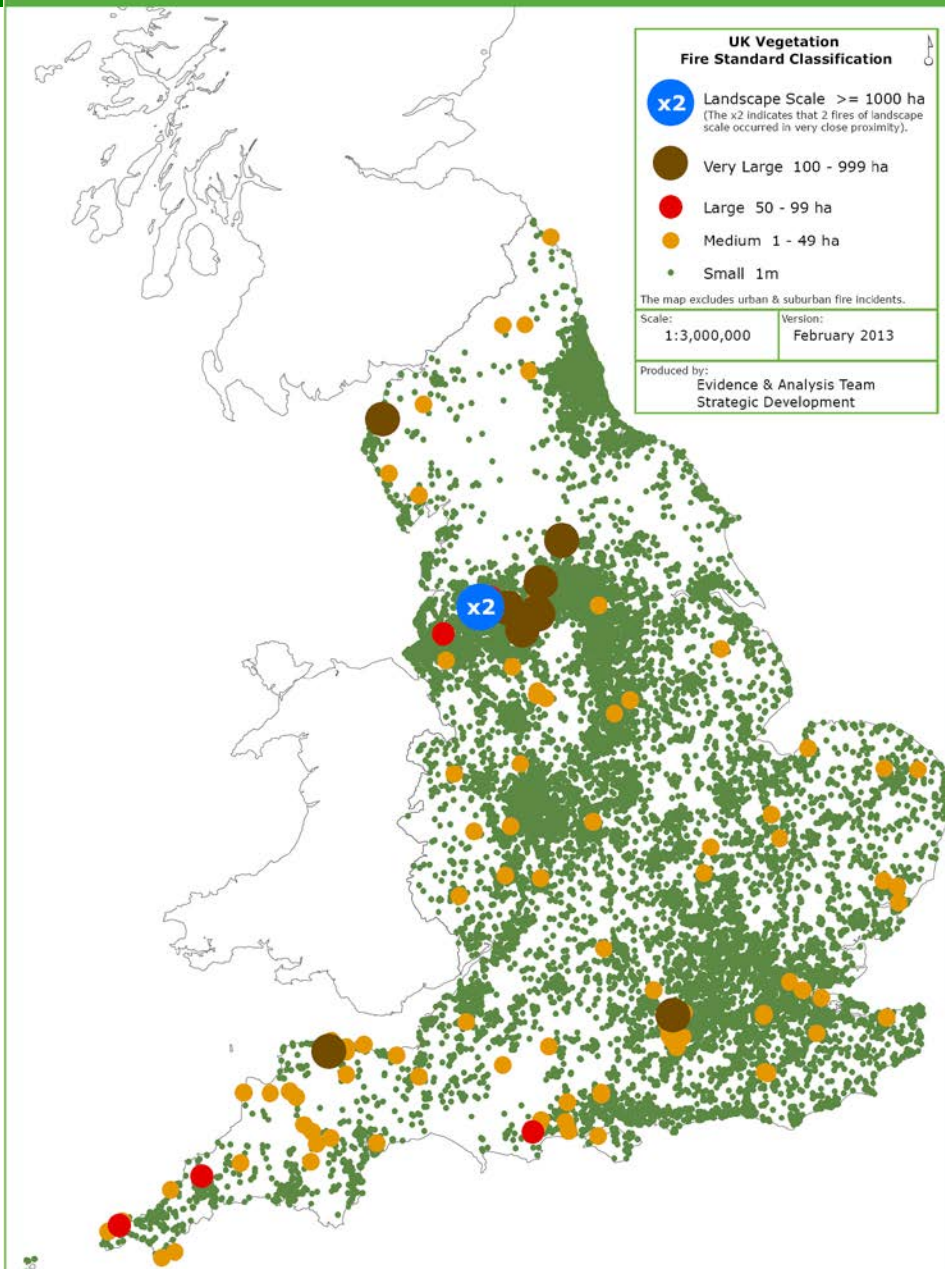 UK Vegetation
Fire Standard Classification
x2
Landscape Scale >= 1000 ha
(The x2 indicates that 2 fires of landscape
scale occurred in very close proximity).
Very Large 100 - 999 ha
Large 50 - 99 ha
Medium 1 - 49 ha
Small 1m
The map excludes urban & suburban fire incidents.
Scale:
1:3,000,000
Version:
February 2013
Produced by:
Evidence & Analysis Team
Strategic Development
x2